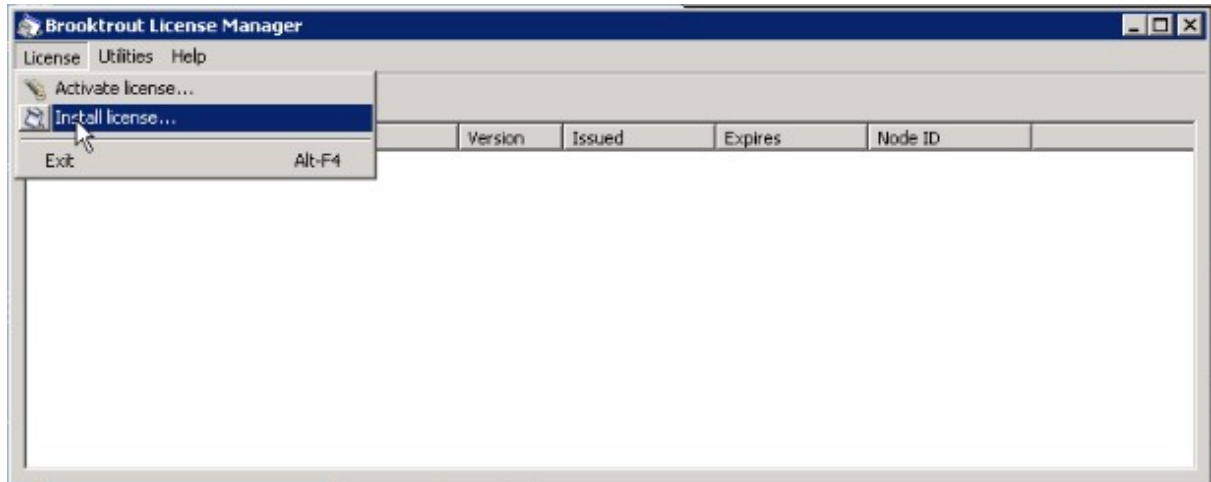 Brooktrout License Manager
License Utilities Help
Activate license...
Install license...
Version Issued Expires Node ID
Exit Alt-F4